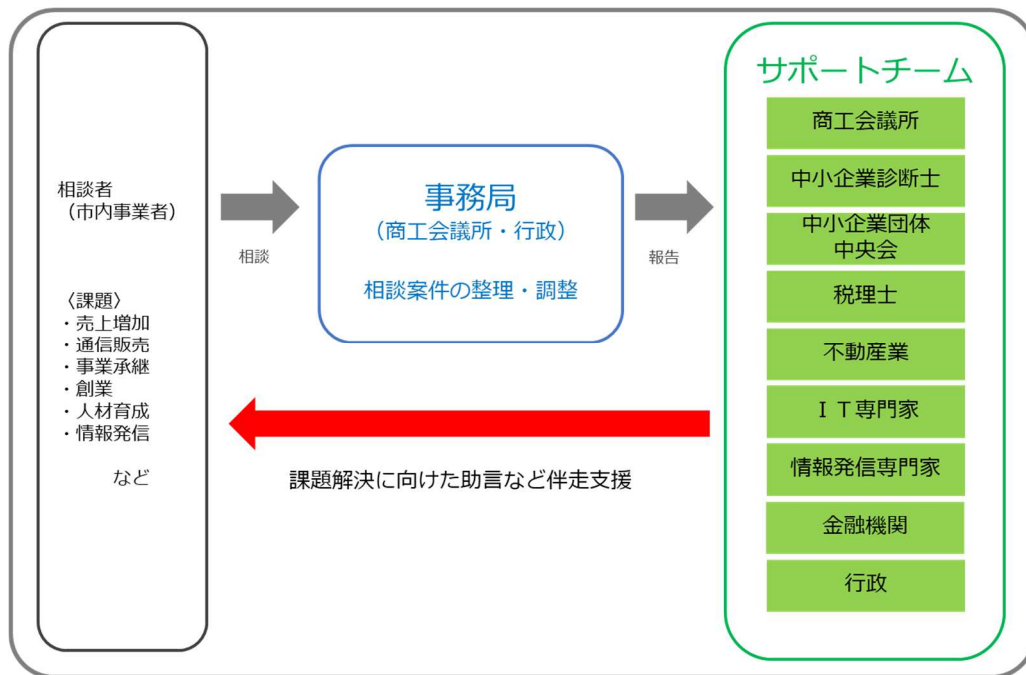 相談者
（市内事業者）
〈課題〉
・売上増加
・通信販売
・事業承継
・創業
・人材育成
・情報発信
など
相談
事務局
（商工会議所・行政）
相談案件の整理・調整
報告
課題解決に向けた助言など伴走支援
サポートチーム
商工会議所
中小企業診断士
中小企業団体
中央会
税理士
不動産業
ＩＴ専門家
情報発信専門家
金融機関
行政